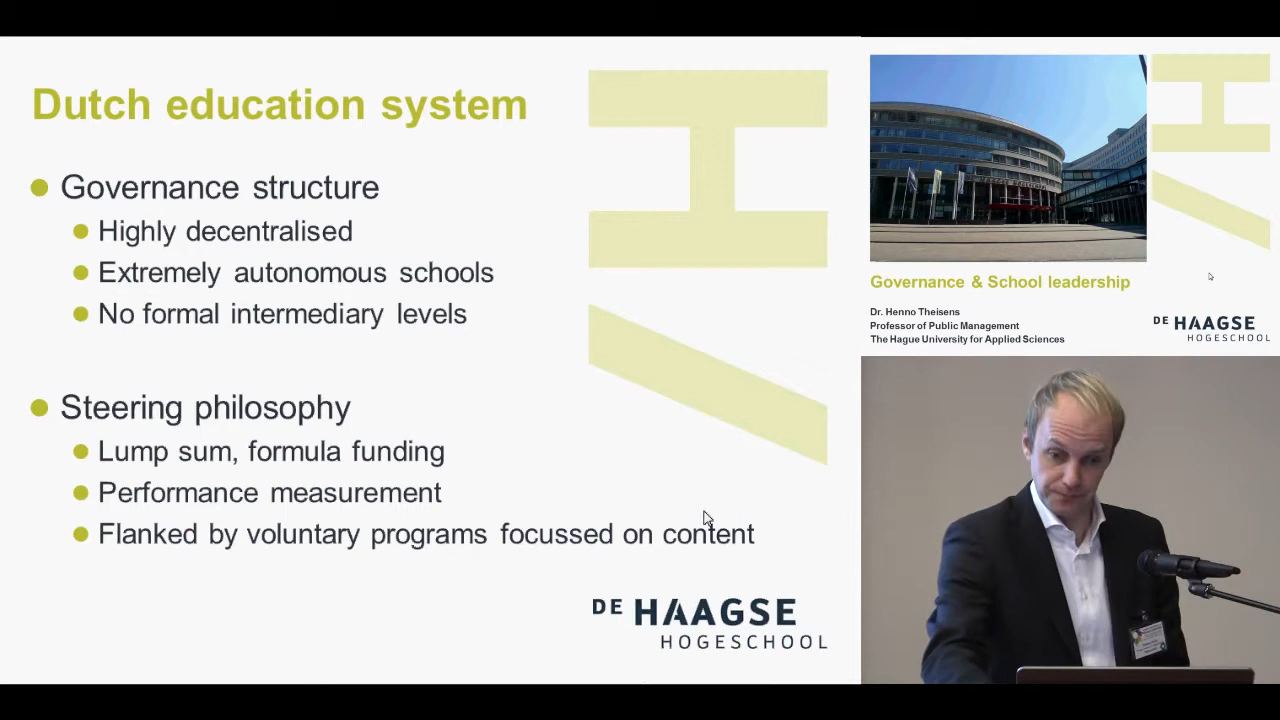 Dutch education system
Governance structure
Highly decentralised
Extremely autonomous schools
No formal intermediary levels
Steering philosophy
Lump sum, formula funding
Performance measurement
Flanked by voluntary programs focussed on content
DE HAAGSE
HOGESCHOOL
Governance & School leadership
Dr. Henno Theisens
Professor of Public Management
The Hague University for Applied Sciences
DE HAAGSE
HOGESCHOOL